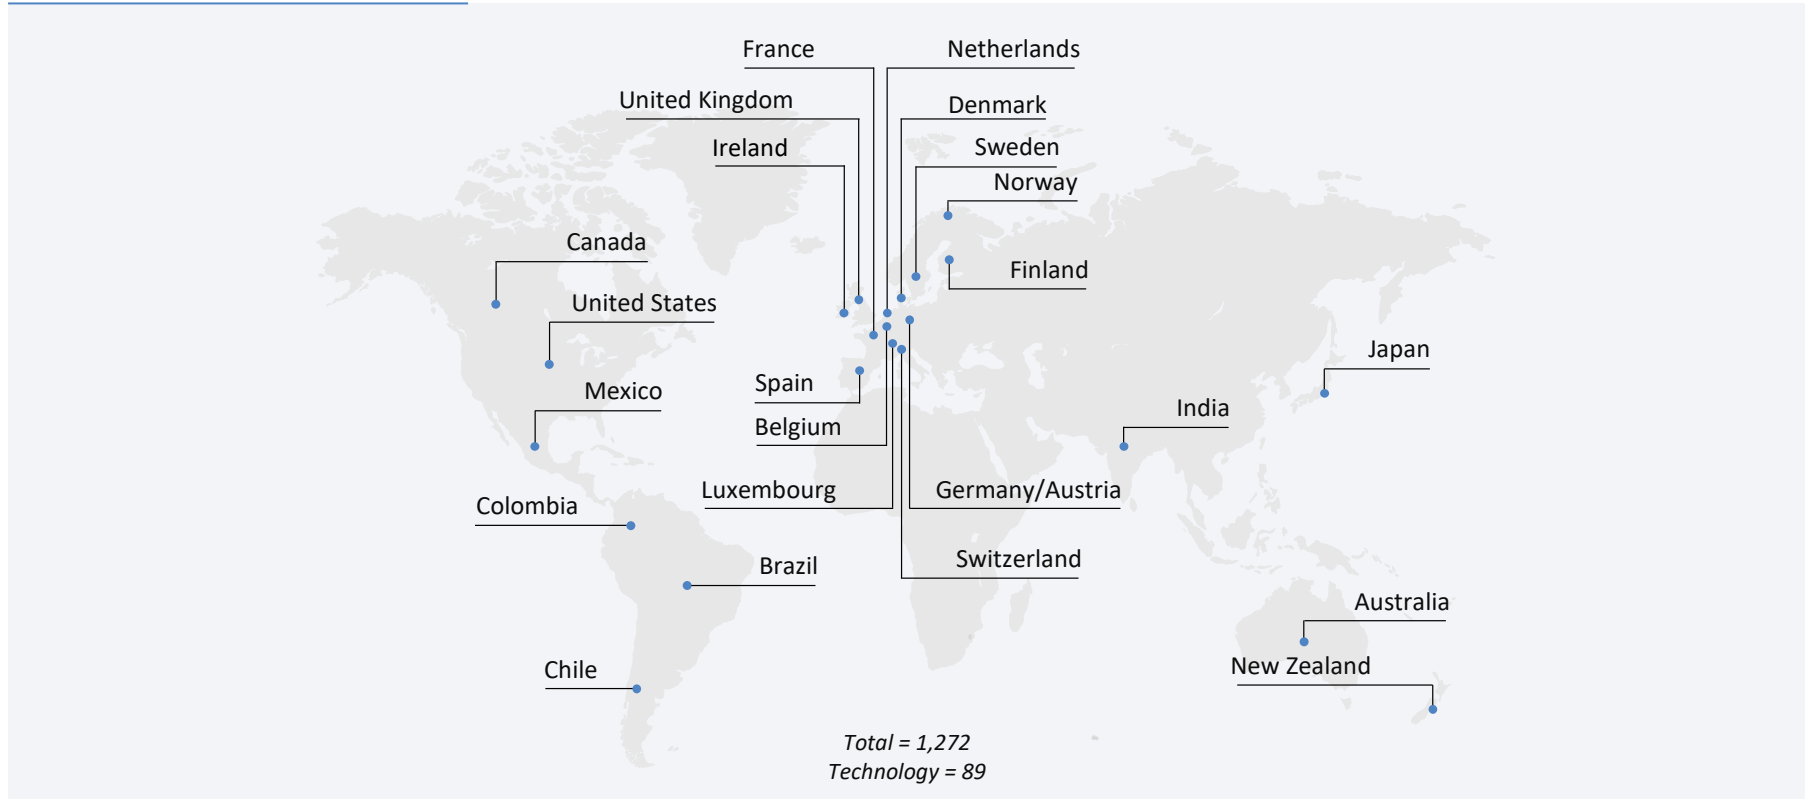 France
Netherlands
United Kingdom
Denmark
Ireland
Sweden
Norway
Canada
Finland
United States
Japan
Spain
Mexico
India
Belgium
Luxembourg
Germany/Austria
Colombia
Switzerland
Brazil
Australia
New Zealand
Chile
Total = 1,272
Technology = 89